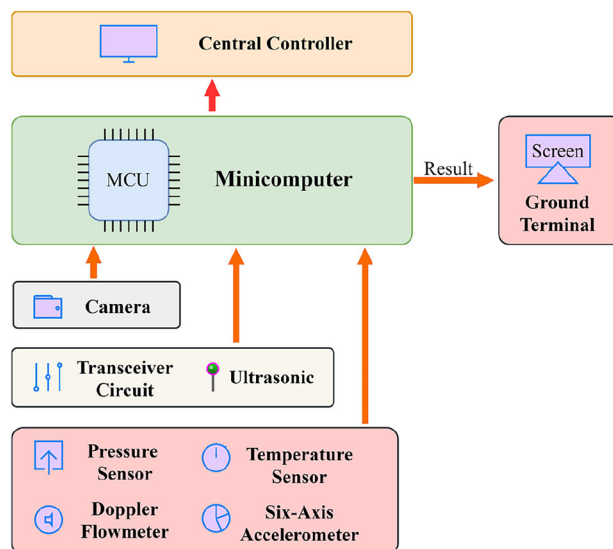 Central Controller
MCU
Minicomputer
Result
Screen
Ground
Terminal
Camera
Transceiver
Circuit
Ultrasonic
Pressure
Sensor
Temperature
Sensor
Doppler
Flowmeter
Six-Axis
Accelerometer